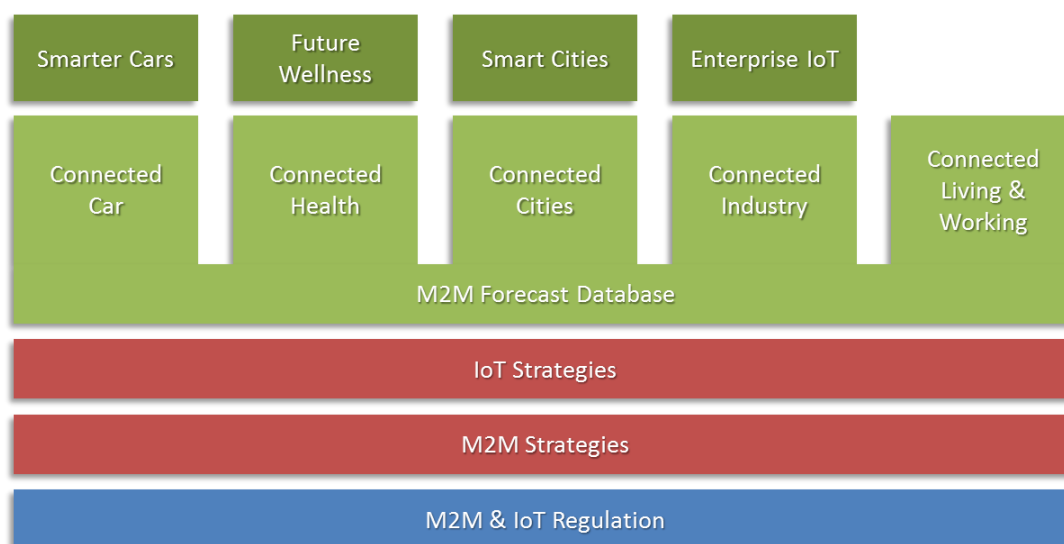 Smarter Cars
Future
Wellness
Smart Cities
Enterprise IoT
Connected
Car
Connected
Health
Connected
Cities
Connected
Industry
Connected
Living &
Working
M2M Forecast Database
IoT Strategies
M2M Strategies
M2M & IoT Regulation